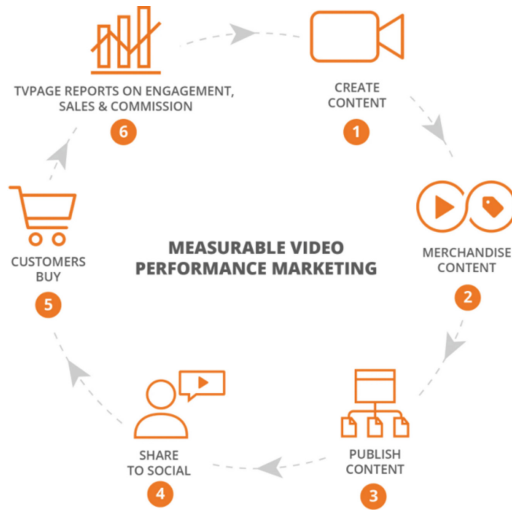 MEASURABLE VIDEO
PERFORMANCE MARKETING
CREATE
CONTENT
1
MERCHANDISE
CONTENT
2
PUBLISH
CONTENT
3
SHARE
TO SOCIAL
4
CUSTOMERS
BUY
5
TVPAGE REPORTS ON ENGAGEMENT,
SALES & COMMISSION
6